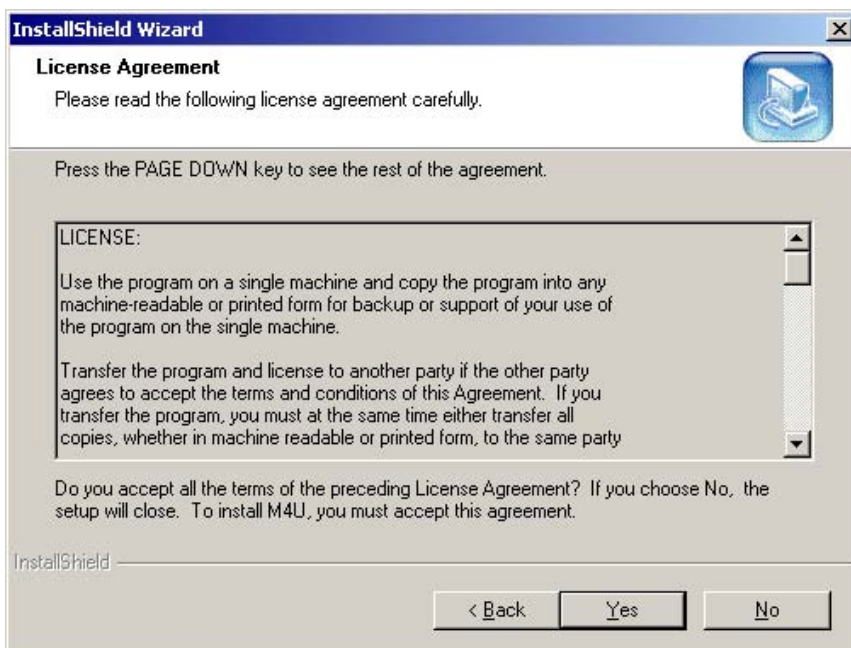 InstallShield Wizard
License Agreement
Please read the following license agreement carefully.
Press the PAGE DOWN key to see the rest of the agreement.
LICENSE:
Use the program on a single machine and copy the program into any
machine-readable or printed form for backup or support of your use of
the program on the single machine.
Transfer the program and license to another party if the other party
agrees to accept the terms and conditions of this Agreement.  If you
transfer the program, you must at the same time either transfer all
copies, whether in machine readable or printed form, to the same party
Do you accept all the terms of the preceding License Agreement?  If you choose No,  the
setup will close.  To install M4U, you must accept this agreement.
InstallShield
< Back
Yes
No